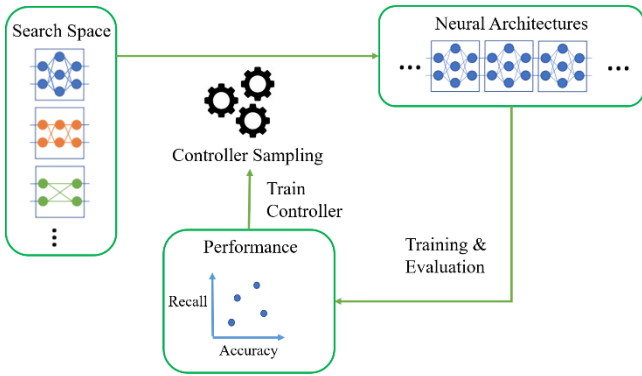 Search Space
Neural Architectures
Controller Sampling
Train
Controller
Performance
Recall
Accuracy
Training &
Evaluation